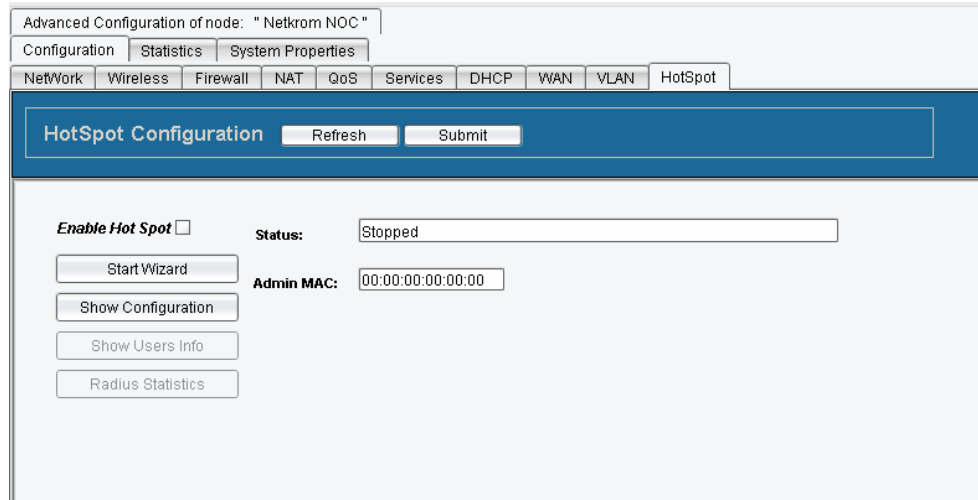 Advanced Configuration of node: "Netkrom NOC"
Configuration Statistics System Properties
NetWork Wireless Firewall NAT QoS Services DHCP WAN VLAN HotSpot
HotSpot Configuration Refresh Submit
Enable Hot Spot Status: Stopped
Start Wizard
Admin MAC: 00:00:00:00:00:00
Show Configuration
Show Users Info
Radius Statistics